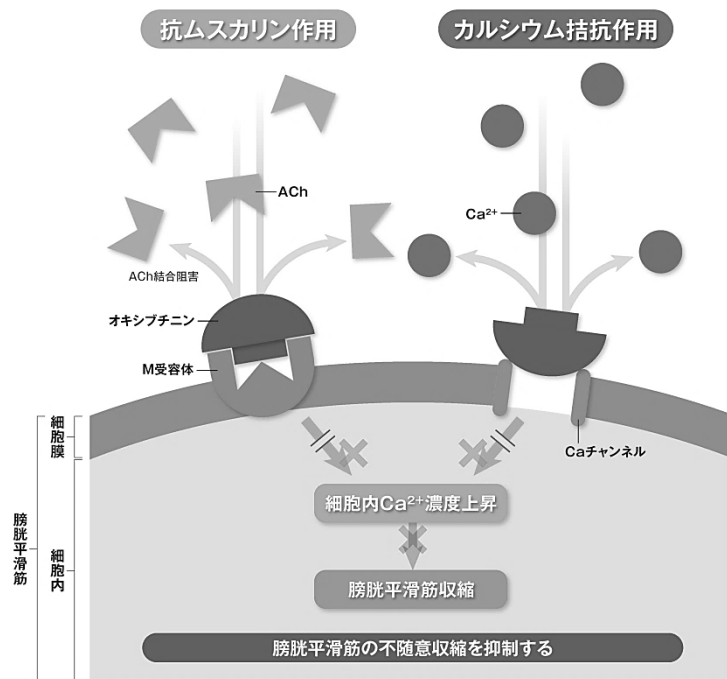 抗ムスカリン作用
カルシウム拮抗作用
ACh
Ca²⁺
ACh結合阻害
オキシブチニン
M受容体
Caチャンネル
細胞膜
細胞内Ca²⁺濃度上昇
膀胱平滑筋
細胞内
膀胱平滑筋収縮
膀胱平滑筋の不随意収縮を抑制する